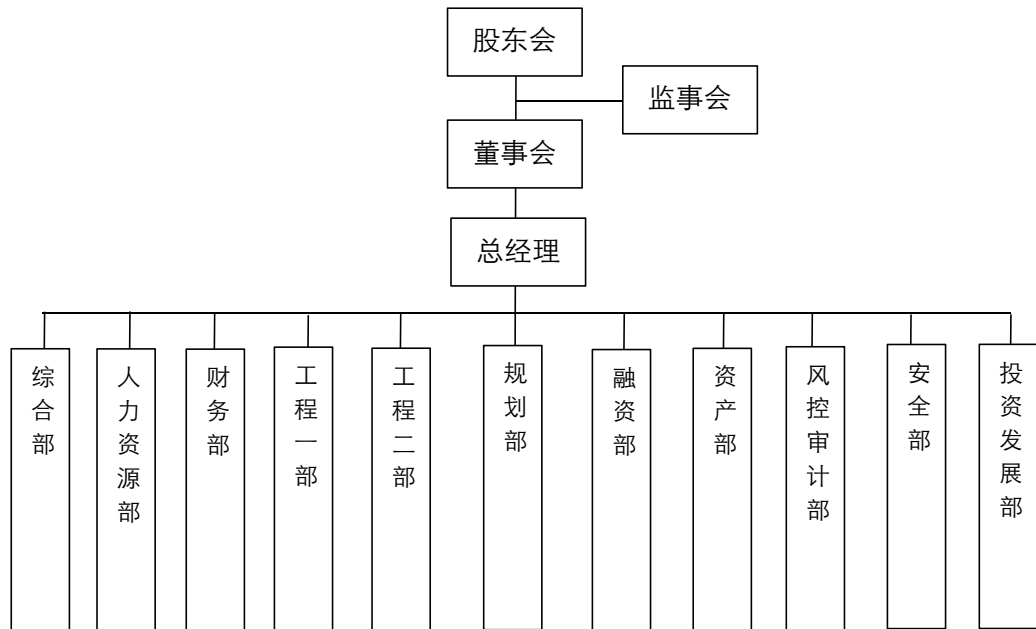 股东会
监事会
董事会
总经理
综合部
人力资源部
财务部
工程一部
工程二部
规划部
融资部
资产部
风控审计部
安全部
投资发展部